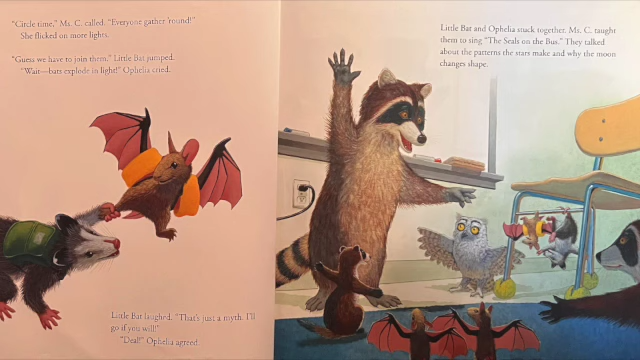 "Circle time," Ms. C. called. "Everyone gather 'round!"
She flicked on more lights.
"Guess we have to join them." Little Bat jumped.
"Wait—bats explode in light!" Ophelia cried.
Little Bat laughed. "That's just a myth. I'll
go if you will!"
"Deal!" Ophelia agreed.
Little Bat and Ophelia snuck together. Ms. C. taught
them to sing "The Seals on the Bus." They talked
about the patterns the stars make and why the moon
changes shape.